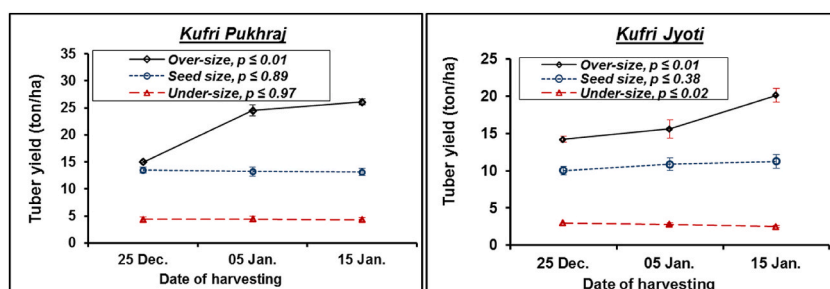 Kufri Pukhraj
Over-size, p ≤ 0.01
Seed size, p ≤ 0.89
Under-size, p ≤ 0.97
Tuber yield (ton/ha)
35
30
25
20
15
10
5
0
25 Dec.
05 Jan.
15 Jan.
Date of harvesting
Kufri Jyoti
Over-size, p ≤ 0.01
Seed size, p ≤ 0.38
Under-size, p ≤ 0.02
Tuber yield (ton/ha)
25
20
15
10
5
0
25 Dec.
05 Jan.
15 Jan.
Date of harvesting